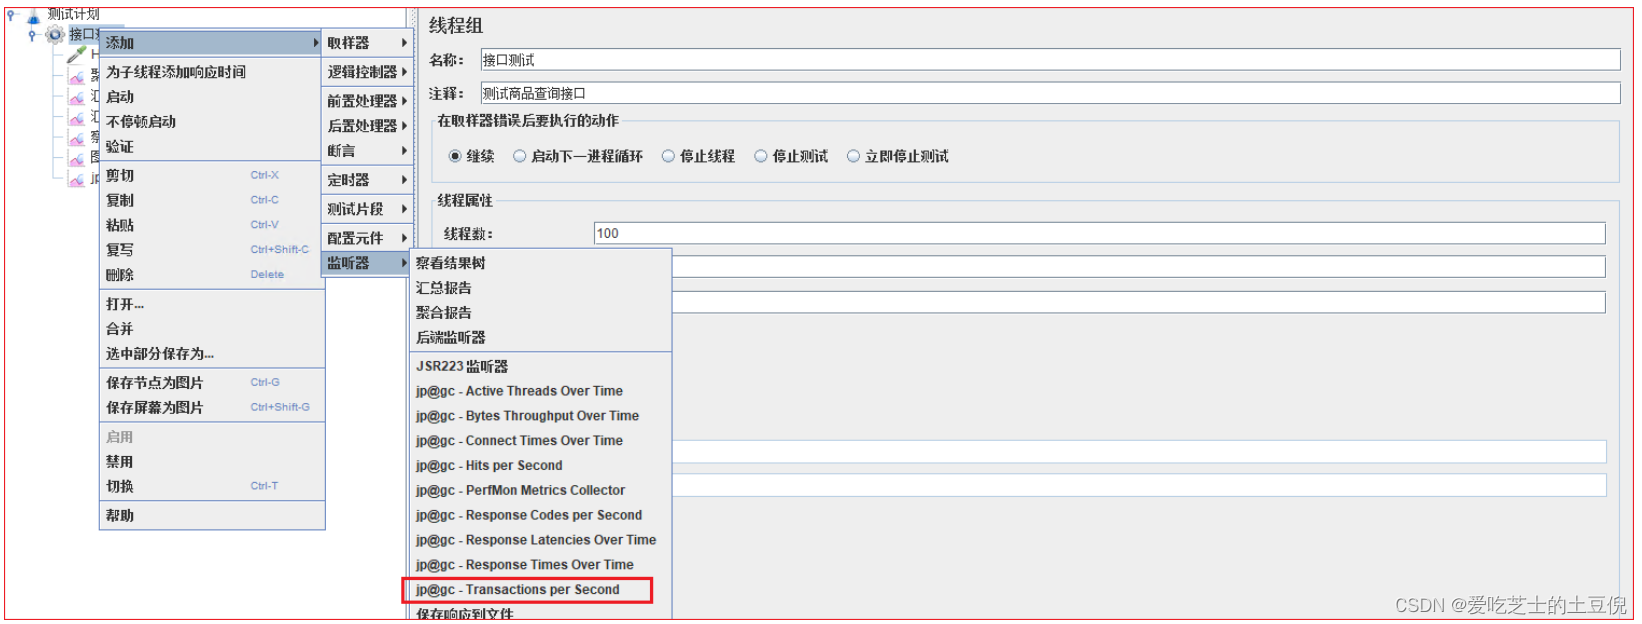 测试计划
接口
添加
为子线程添加响应时间
启动
不停顿启动
验证
剪切 Ctrl-X
复制 Ctrl-C
粘贴 Ctrl-V
复写 Ctrl+Shift-C
删除 Delete
打开...
合并
选中部分保存为...
保存节点为图片 Ctrl-G
保存屏幕为图片 Ctrl+Shift-G
启用
禁用
切换 Ctrl-T
帮助
取样器
逻辑控制器
前置处理器
后置处理器
断言
定时器
测试片段
配置元件
监听器
察看结果树
汇总报告
聚合报告
后端监听器
JSR223 监听器
jp@gc - Active Threads Over Time
jp@gc - Bytes Throughput Over Time
jp@gc - Connect Times Over Time
jp@gc - Hits per Second
jp@gc - PerfMon Metrics Collector
jp@gc - Response Codes per Second
jp@gc - Response Latencies Over Time
jp@gc - Response Times Over Time
jp@gc - Transactions per Second
保存响应到文件
线程组
名称： 接口测试
注释： 测试商品查询接口
在取样器错误后要执行的动作
继续 启动下一进程循环 停止线程 停止测试 立即停止测试
线程属性
线程数： 100
CSDN @爱吃芝士的土豆倪